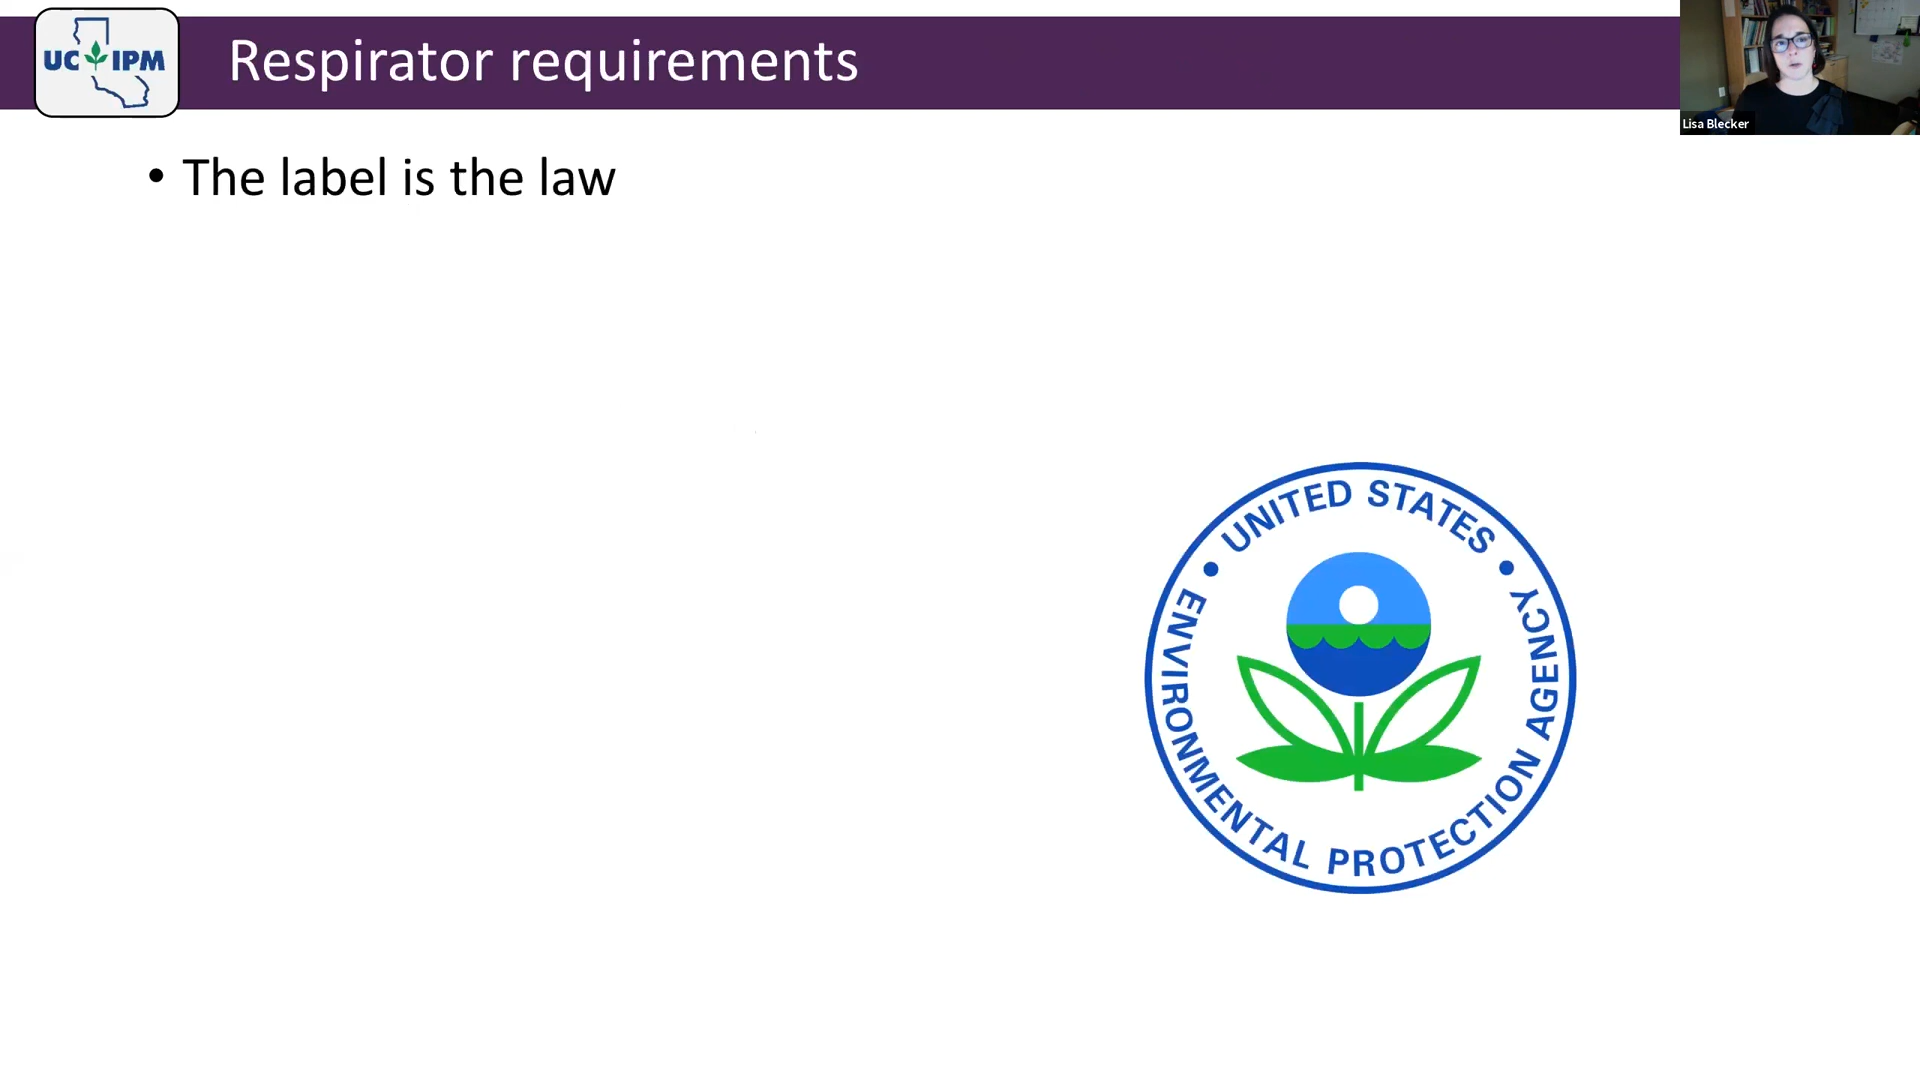 UC IPM
Respirator requirements
Lisa Blecker
• The label is the law
UNITED STATES
• ENVIRONMENTAL PROTECTION AGENCY •